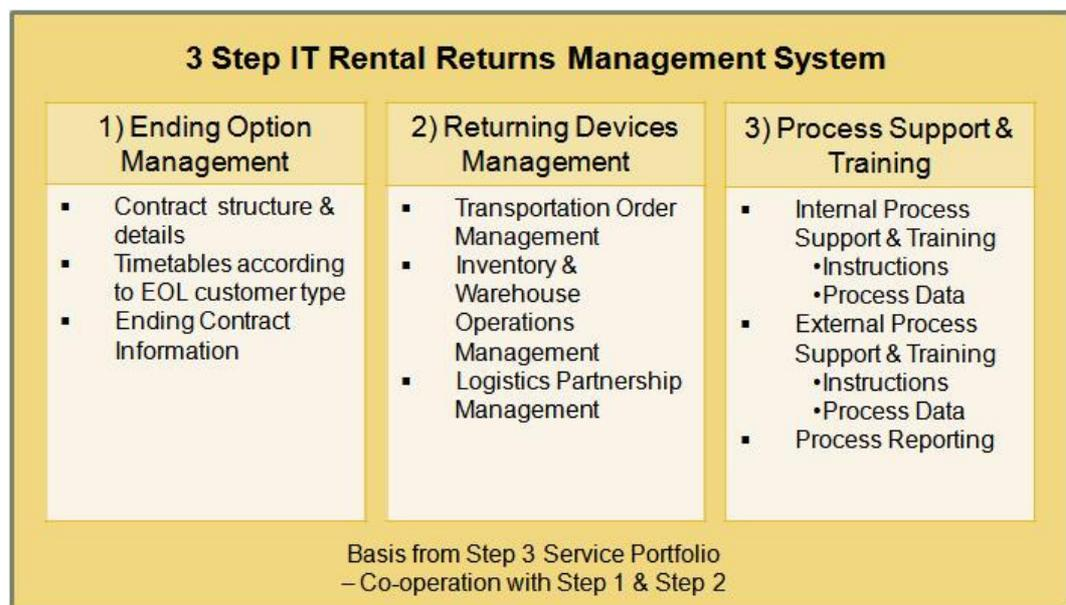 3 Step IT Rental Returns Management System
1) Ending Option
Management
▪ Contract structure &
details
▪ Timetables according
to EOL customer type
▪ Ending Contract
Information
2) Returning Devices
Management
▪ Transportation Order
Management
▪ Inventory &
Warehouse
Operations
Management
▪ Logistics Partnership
Management
3) Process Support &
Training
▪ Internal Process
Support & Training
•Instructions
•Process Data
▪ External Process
Support & Training
•Instructions
•Process Data
▪ Process Reporting
Basis from Step 3 Service Portfolio
– Co-operation with Step 1 & Step 2